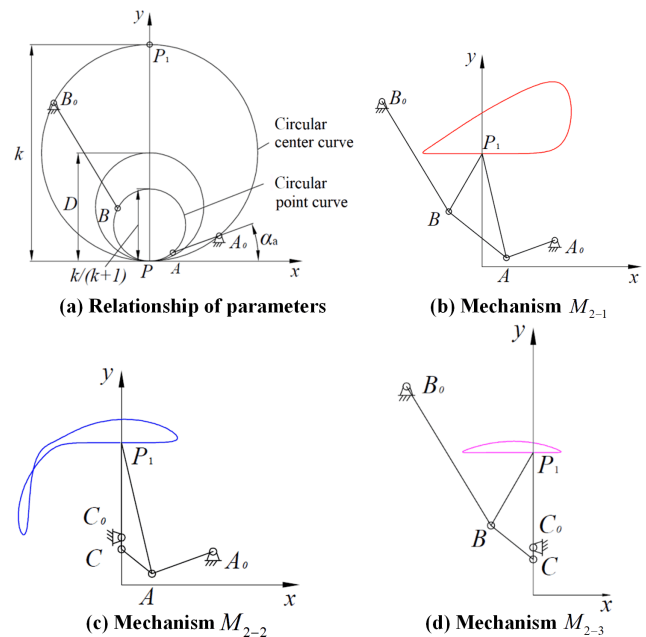 y
P₁
B₀
k
Circular
center curve
D
B
Circular
point curve
A₀
αa
k/(k+1)
P
A
x
(a) Relationship of parameters
y
B₀
P₁
B
A₀
A
x
(b) Mechanism M₂₋₁
y
P₁
C₀
C
A₀
A
x
(c) Mechanism M₂₋₂
y
B₀
P₁
B
C₀
C
x
(d) Mechanism M₂₋₃